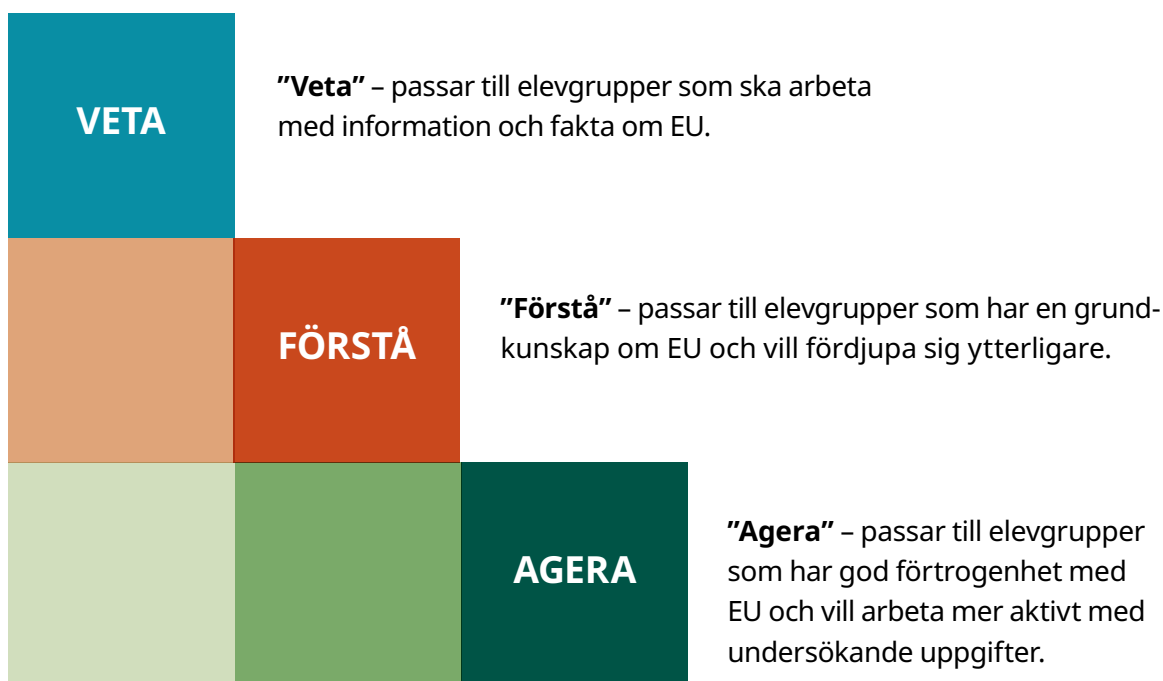 VETA
”Veta” – passar till elevgrupper som ska arbeta
med information och fakta om EU.
FÖRSTÅ
”Förstå” – passar till elevgrupper som har en grund-
kunskap om EU och vill fördjupa sig ytterligare.
AGERA
”Agera” – passar till elevgrupper
som har god förtrogenhet med
EU och vill arbeta mer aktivt med
undersökande uppgifter.